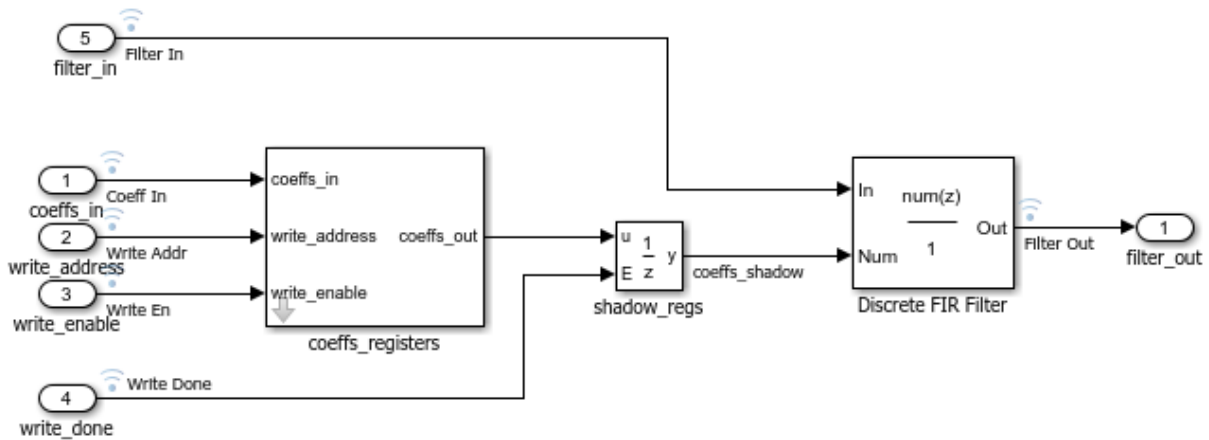 5
Filter In
filter_in
1
Coeff In
coeffs_in
2
Write Addr
write_address
3
Write En
write_enable
4
Write Done
write_done
coeffs_in
write_address
write_enable
coeffs_out
coeffs_registers
u
E
1
z
y
shadow_regs
coeffs_shadow
In
Num
num(z)
1
Out
Discrete FIR Filter
Filter Out
1
filter_out